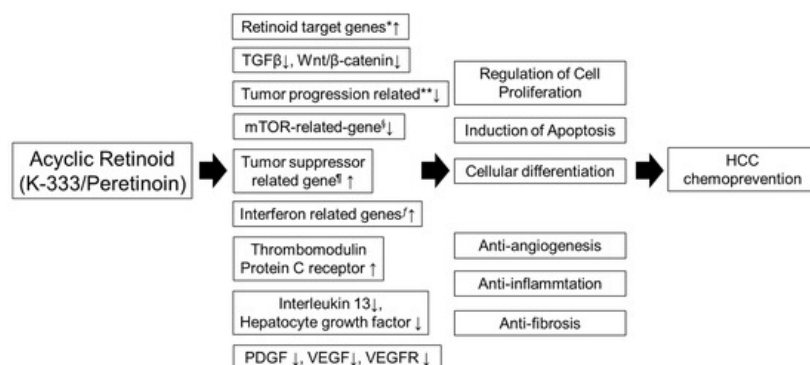 Acyclic Retinoid
(K-333/Peretinoin)
Retinoid target genes*↑
TGFβ↓, Wnt/β-catenin↓
Tumor progression related**↓
mTOR-related-gene§↓
Tumor suppressor
related gene¶ ↑
Interferon related genesƒ↑
Thrombomodulin
Protein C receptor ↑
Interleukin 13↓,
Hepatocyte growth factor ↓
PDGF ↓, VEGF↓, VEGFR ↓
Regulation of Cell
Proliferation
Induction of Apoptosis
Cellular differentiation
Anti-angiogenesis
Anti-inflammtation
Anti-fibrosis
HCC
chemoprevention